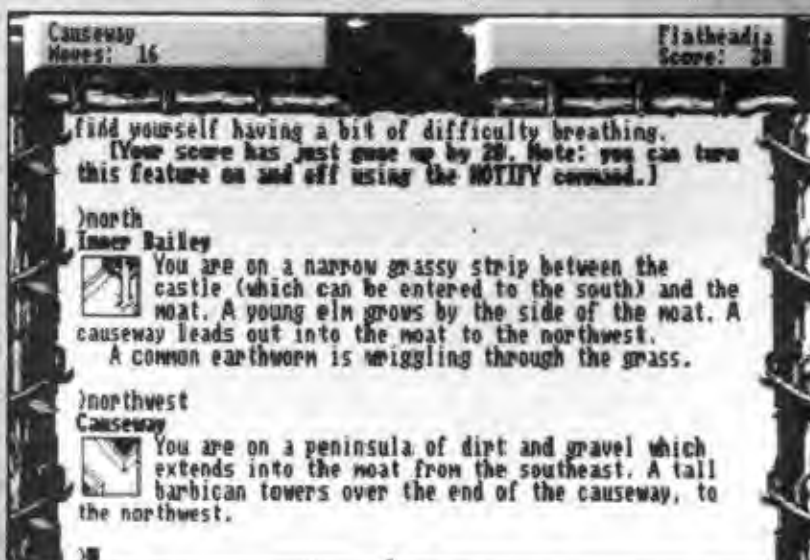 Causeway
Moves: 16
Flatheadia
Score: 20
find yourself having a bit of difficulty breathing.
[Your score has just gone up by 20. Note: you can turn
this feature on and off using the NOTIFY command.]
>north
Inner Bailey
You are on a narrow grassy strip between the
castle (which can be entered to the south) and the
moat. A young elm grows by the side of the moat. A
causeway leads out into the moat to the northwest.
A common earthworm is wriggling through the grass.
>northwest
Causeway
You are on a peninsula of dirt and gravel which
extends into the moat from the southeast. A tall
barbican towers over the end of the causeway, to
the northwest.
>